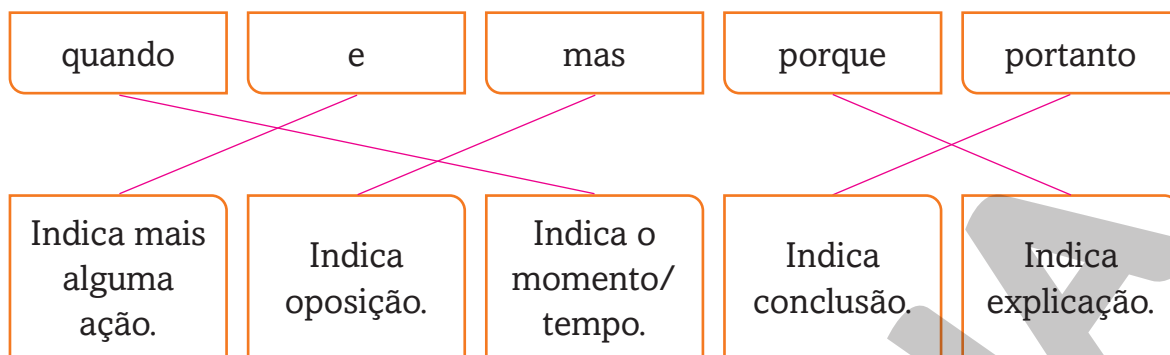 quando
e
mas
porque
portanto
Indica mais
alguma
ação.
Indica
oposição.
Indica o
momento/
tempo.
Indica
conclusão.
Indica
explicação.